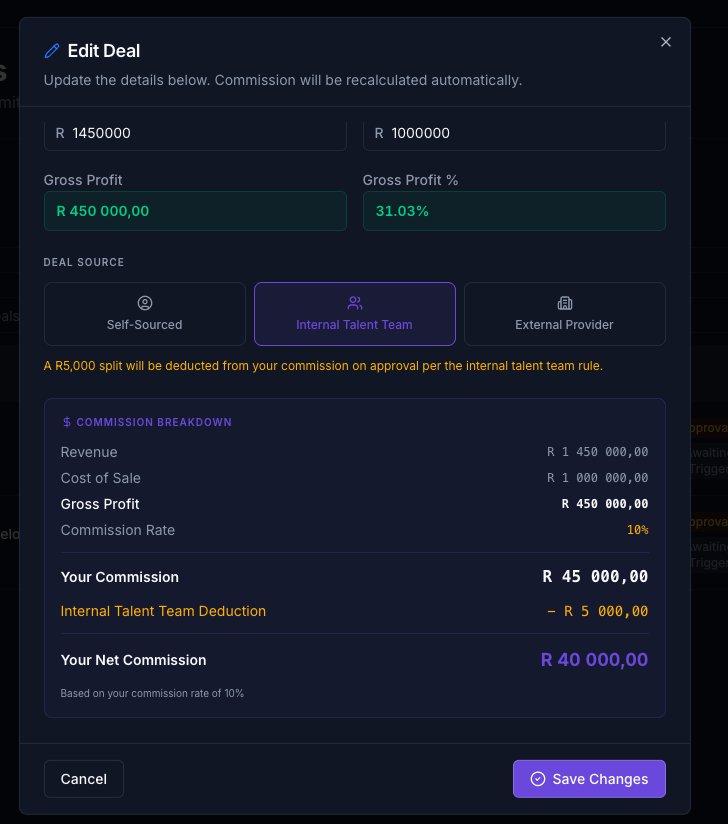 Edit Deal
Update the details below. Commission will be recalculated automatically.
R 1450000
R 1000000
Gross Profit
Gross Profit %
R 450 000,00
31.03%
DEAL SOURCE
Self-Sourced
Internal Talent Team
External Provider
A R5,000 split will be deducted from your commission on approval per the internal talent team rule.
$ COMMISSION BREAKDOWN
Revenue R 1 450 000,00
Cost of Sale R 1 000 000,00
Gross Profit R 450 000,00
Commission Rate 10%
Your Commission R 45 000,00
Internal Talent Team Deduction – R 5 000,00
Your Net Commission R 40 000,00
Based on your commission rate of 10%
Cancel
Save Changes